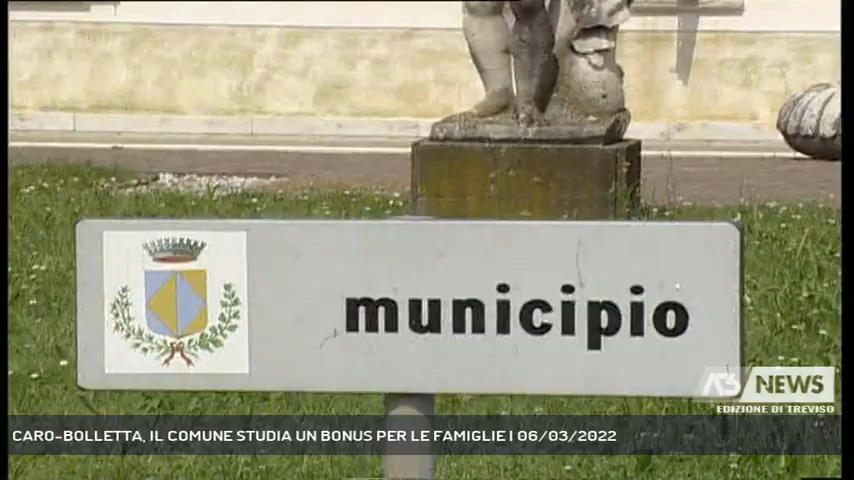 municipio
A3 NEWS
EDIZIONE DI TREVISO
CARO-BOLLETTA, IL COMUNE STUDIA UN BONUS PER LE FAMIGLIE | 06/03/2022